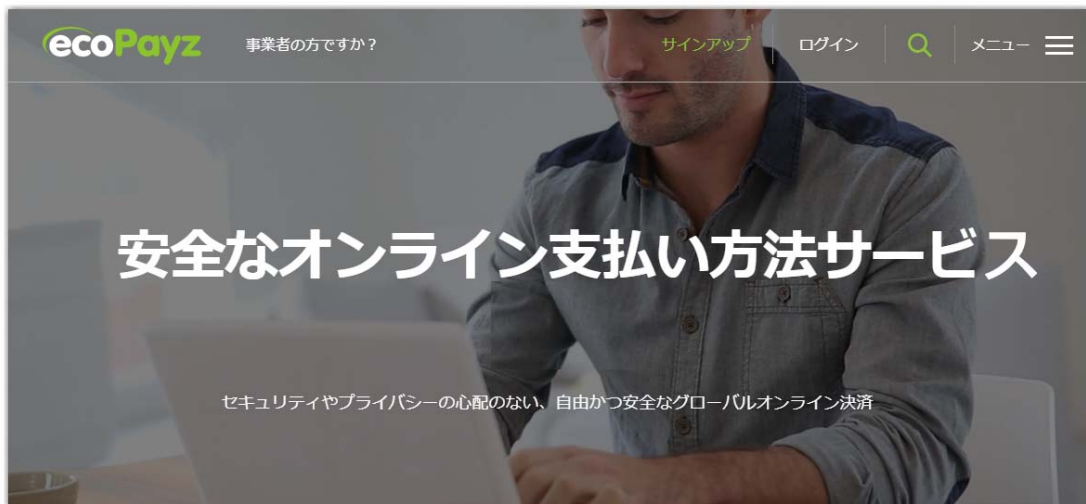 ecoPayz 事業者の方ですか？ サインアップ ログイン メニュー
安全なオンライン支払い方法サービス
セキュリティやプライバシーの心配のない、自由かつ安全なグローバルオンライン決済